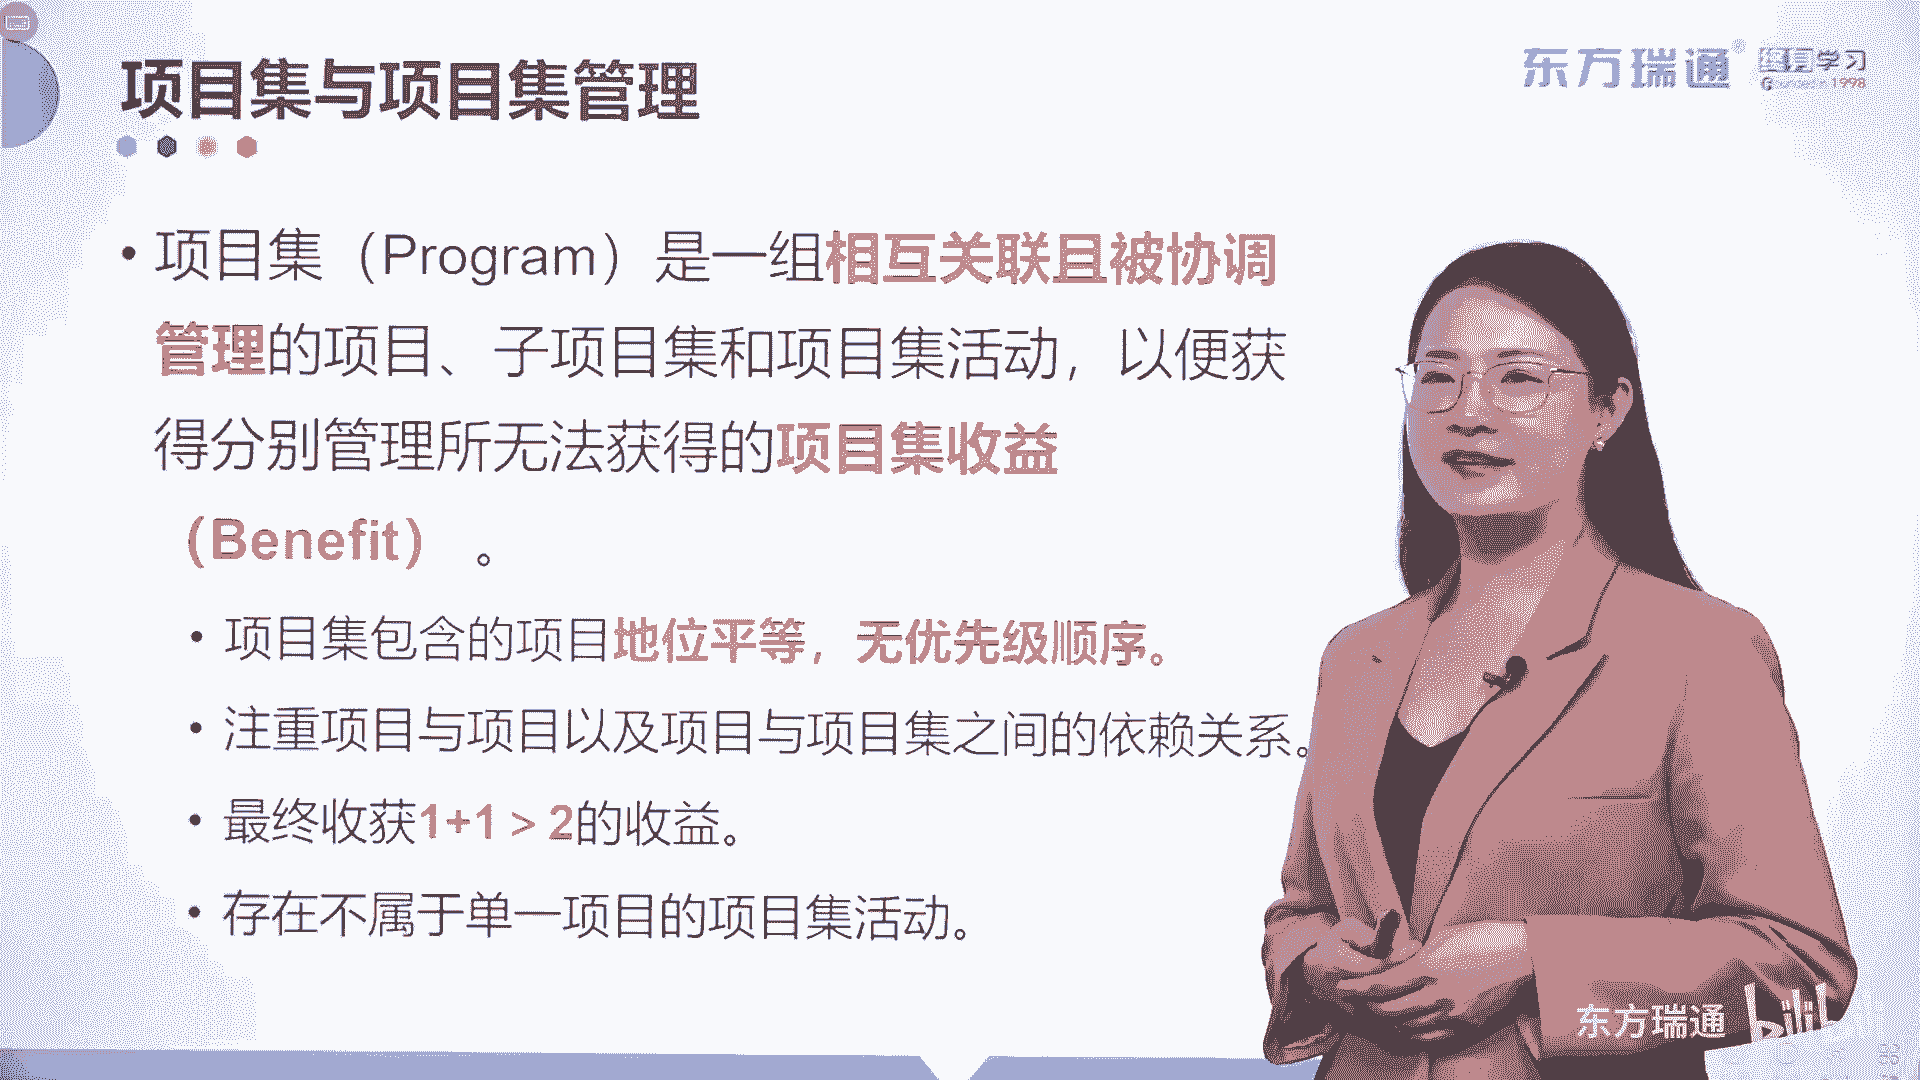 项目集与项目集管理
东方瑞通®
终身学习
1998
• 项目集（Program）是一组相互关联且被协调
管理的项目、子项目集和项目集活动，以便获
得分别管理所无法获得的项目集收益
（Benefit） 。
• 项目集包含的项目地位平等，无优先级顺序。
• 注重项目与项目以及项目与项目集之间的依赖关系。
• 最终收获1+1 > 2的收益。
• 存在不属于单一项目的项目集活动。
东方瑞通